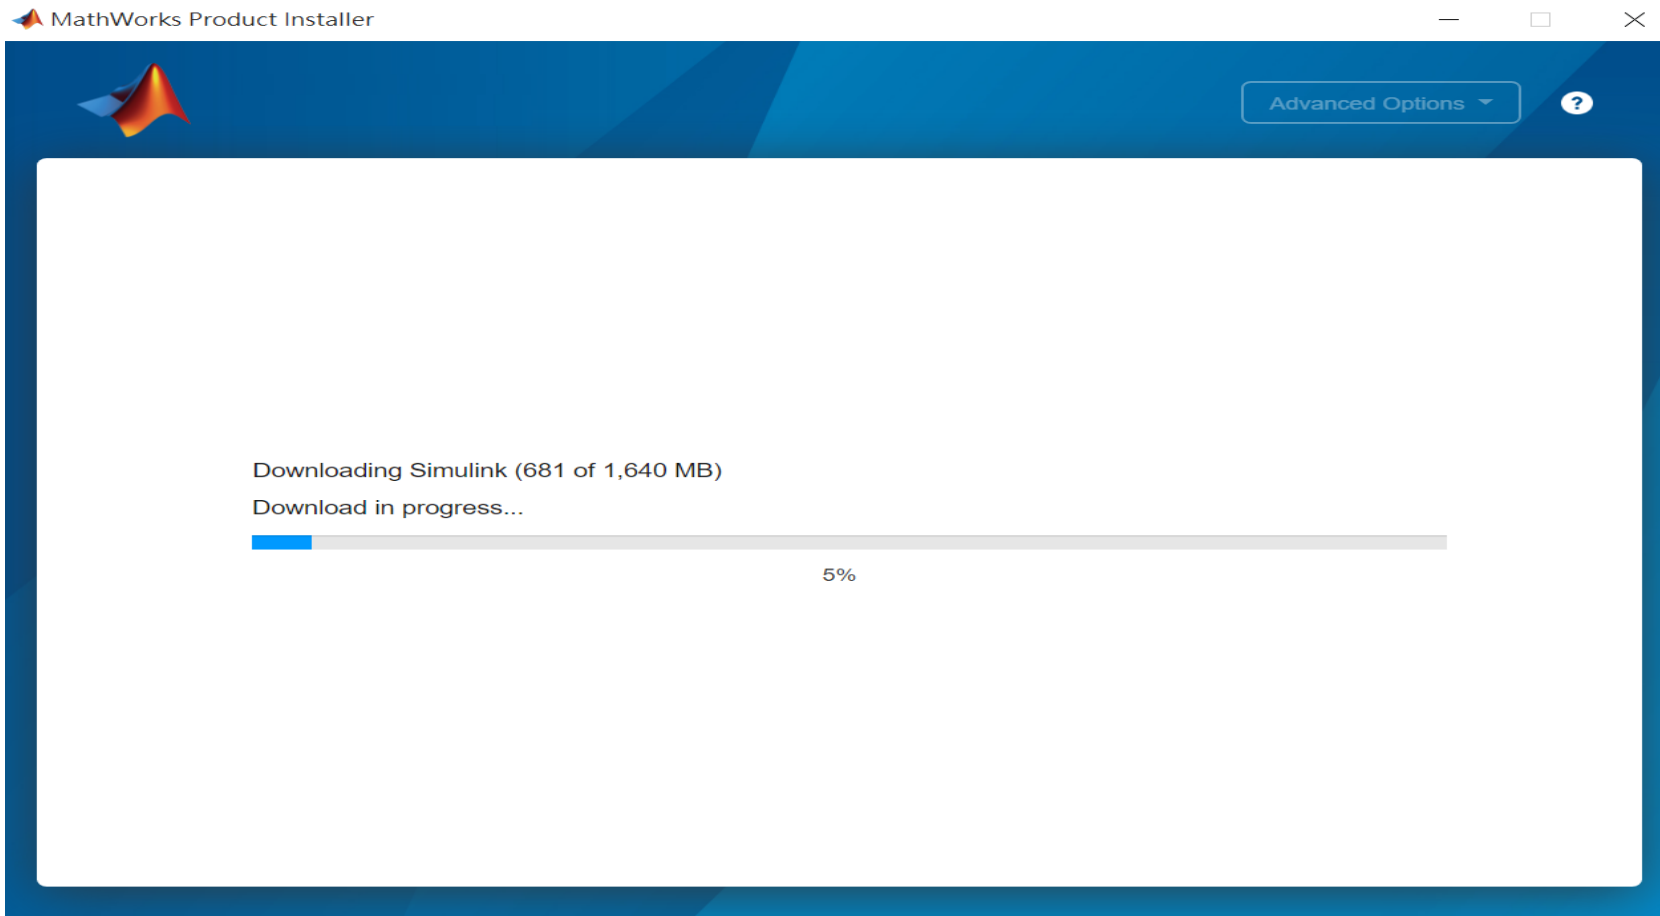 MathWorks Product Installer
Advanced Options
?
Downloading Simulink (681 of 1,640 MB)
Download in progress...
5%